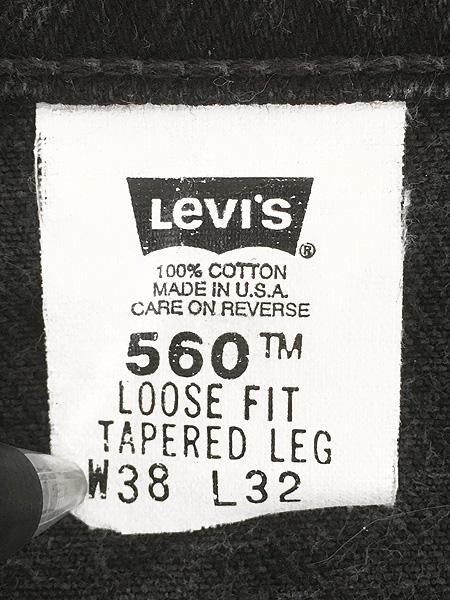 Levi's
®
100% COTTON
MADE IN U.S.A.
CARE ON REVERSE
560™
LOOSE FIT
TAPERED LEG
W38 L32